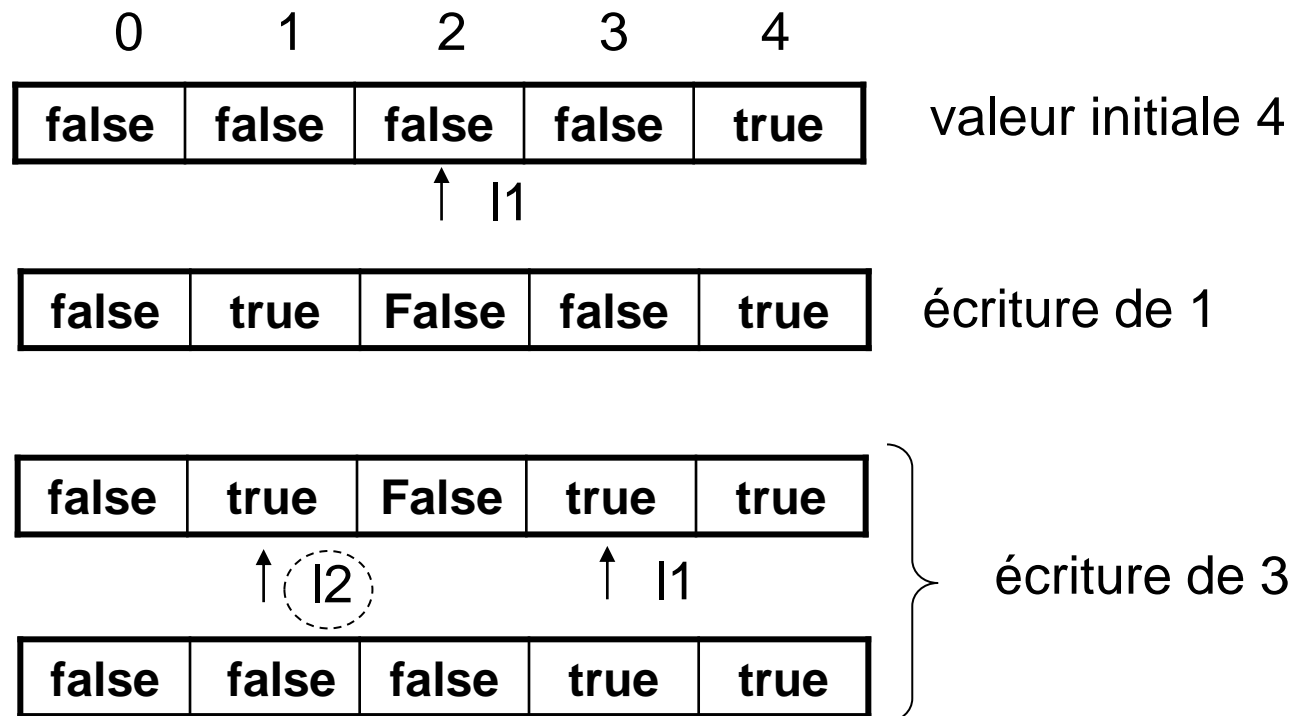 0 1 2 3 4
false false false false true valeur initiale 4
l1
false true False false true écriture de 1
false true False true true
l2 l1
écriture de 3
false false false true true